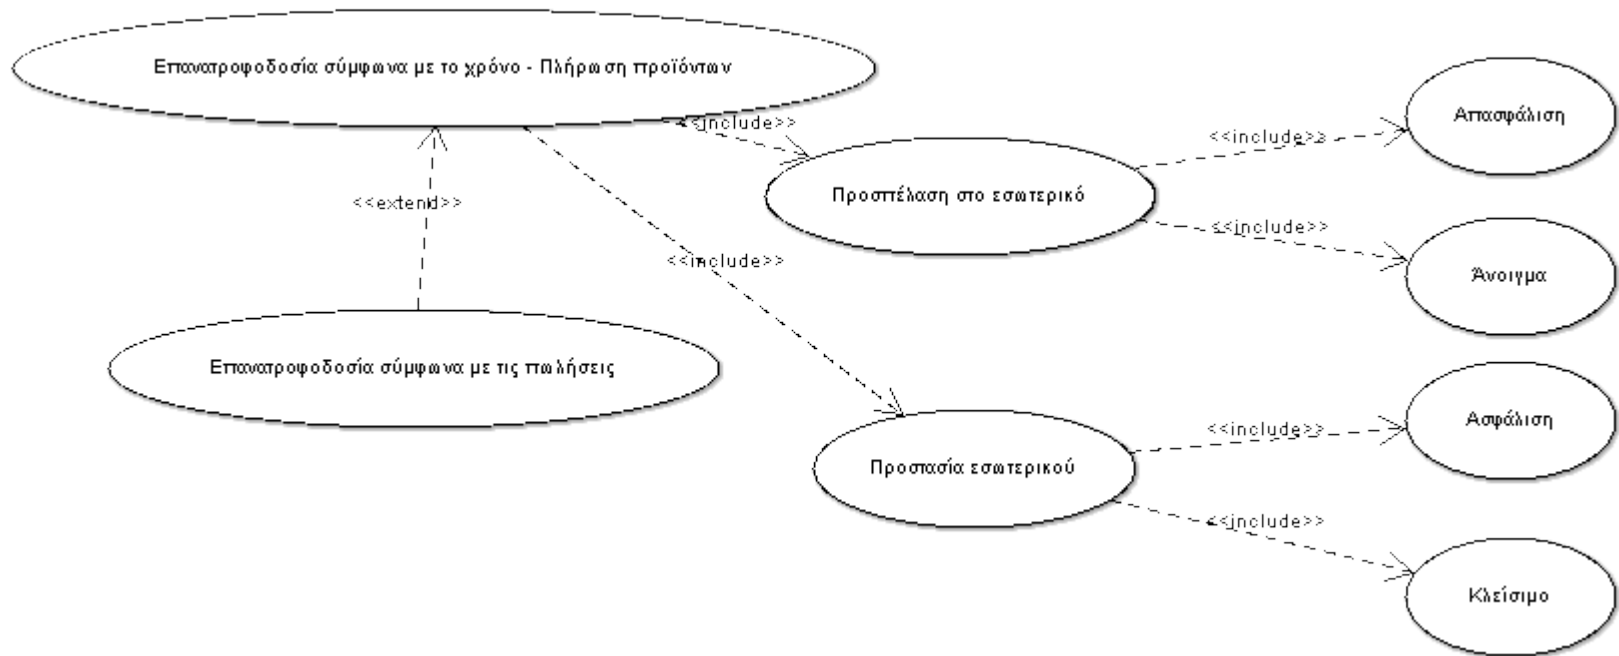 Επανατροφοδοσία σύμφωνα με το χρόνο - Πλήρωση προϊόντων
<<include>>
Απασφάλιση
<<include>>
Προσπέλαση στο εσωτερικό
<<extend>>
<<include>>
<<include>>
Άνοιγμα
Επανατροφοδοσία σύμφωνα με τις πωλήσεις
<<include>>
Ασφάλιση
Προστασία εσωτερικού
<<include>>
Κλείσιμο